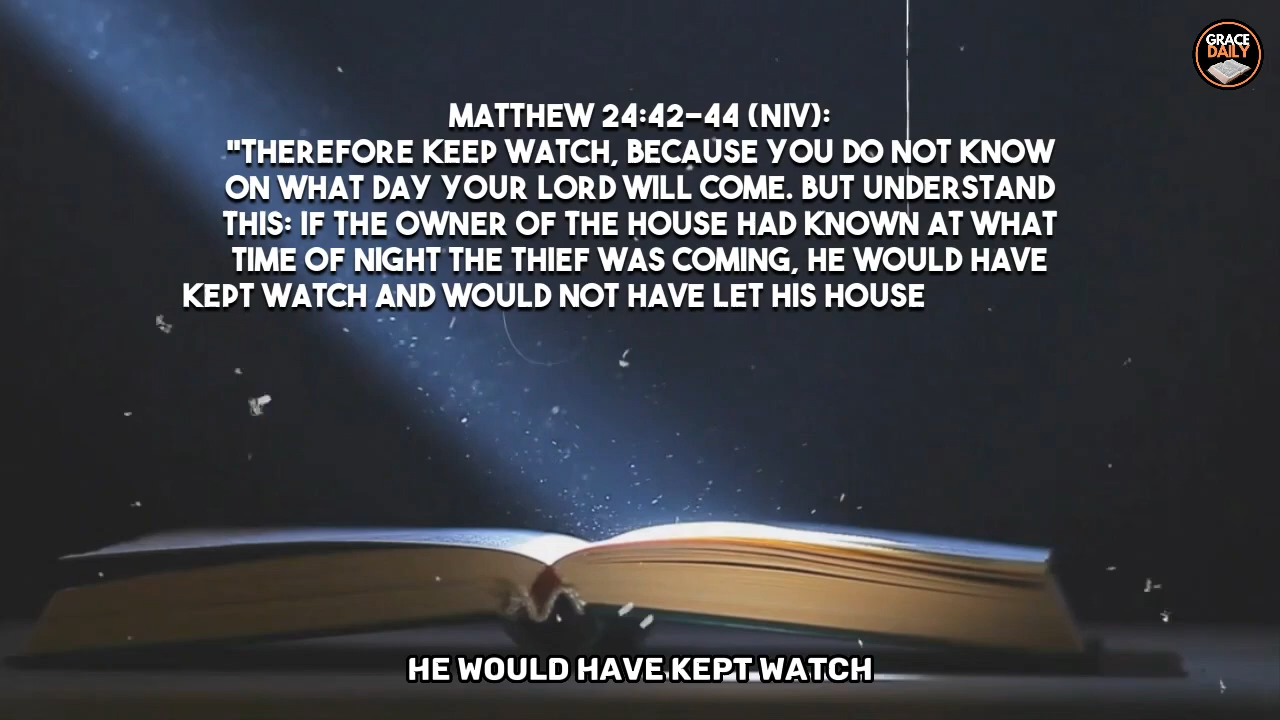 GRACE
DAILY
MATTHEW 24:42–44 (NIV):
"THEREFORE KEEP WATCH, BECAUSE YOU DO NOT KNOW
ON WHAT DAY YOUR LORD WILL COME. BUT UNDERSTAND
THIS: IF THE OWNER OF THE HOUSE HAD KNOWN AT WHAT
TIME OF NIGHT THE THIEF WAS COMING, HE WOULD HAVE
KEPT WATCH AND WOULD NOT HAVE LET HIS HOUSE
HE WOULD HAVE KEPT WATCH